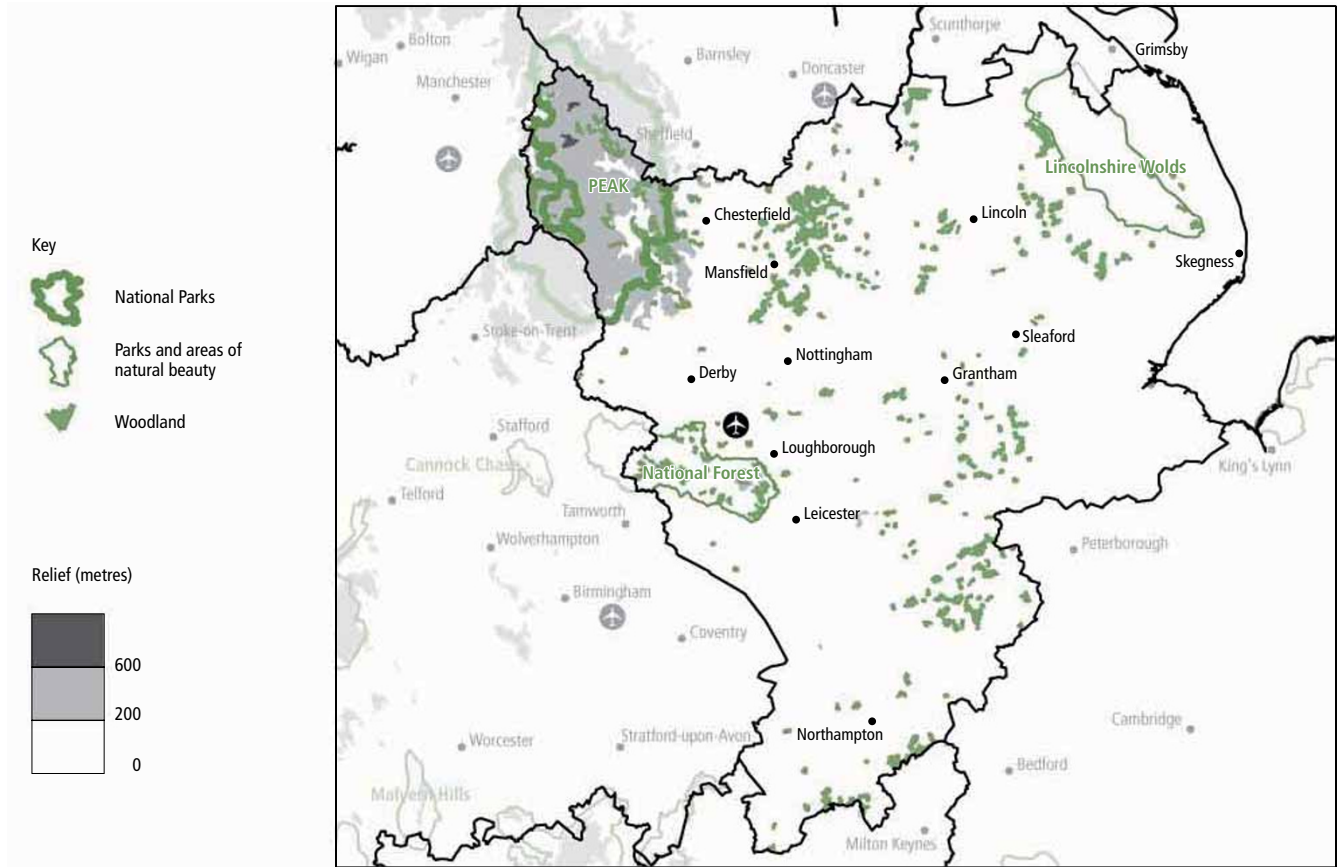 Key
National Parks
Parks and areas of
natural beauty
Woodland
Relief (metres)
600
200
0
Scunthorpe
Grimsby
Bolton
Wigan
Barnsley
Doncaster
Manchester
Sheffield
PEAK
Lincolnshire Wolds
Chesterfield
Lincoln
Mansfield
Skegness
Stoke-on-Trent
Sleaford
Nottingham
Derby
Grantham
Stafford
Loughborough
Cannock Chase
National Forest
King's Lynn
Telford
Tamworth
Leicester
Wolverhampton
Peterborough
Birmingham
Coventry
Cambridge
Northampton
Worcester
Stratford-upon-Avon
Bedford
Malvern Hills
Milton Keynes